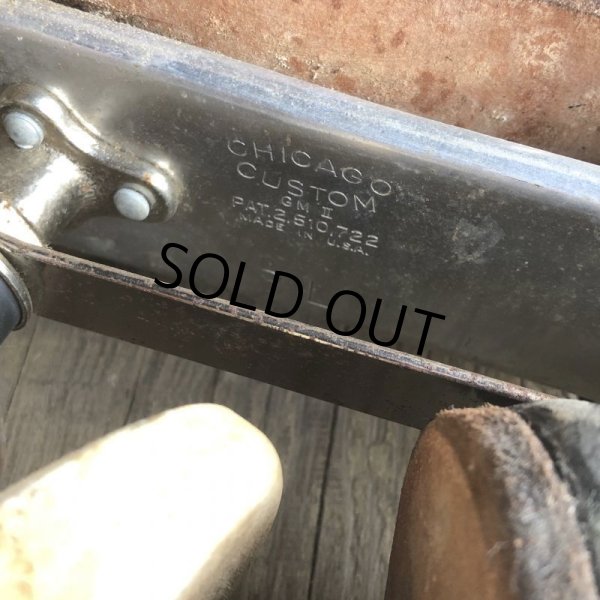 CHICAGO
CUSTOM
GM II
PAT. 2,610,722
MADE IN U.S.A.
SOLD OUT